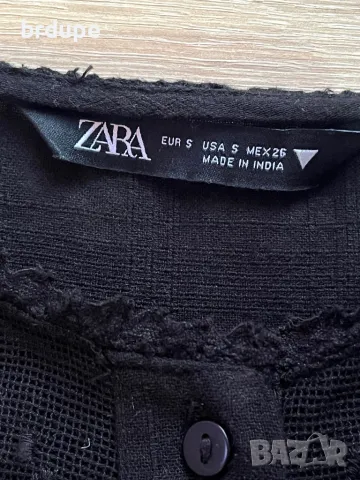 brdupe
ZARA
EUR S USA S MEX26
MADE IN INDIA
BAZAR